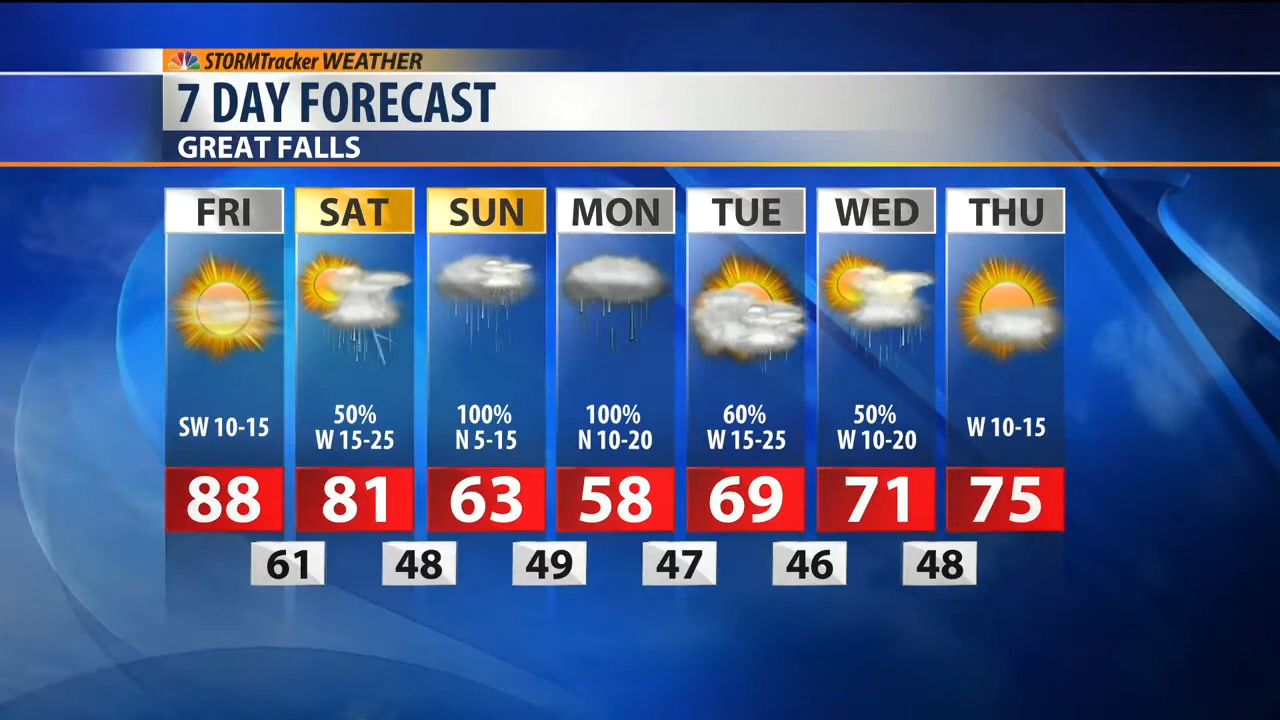 STORMTracker WEATHER
7 DAY FORECAST
GREAT FALLS
FRI SAT SUN MON TUE WED THU
50% 100% 100% 60% 50%
SW 10-15 W 15-25 N 5-15 N 10-20 W 15-25 W 10-20 W 10-15
88 81 63 58 69 71 75
61 48 49 47 46 48